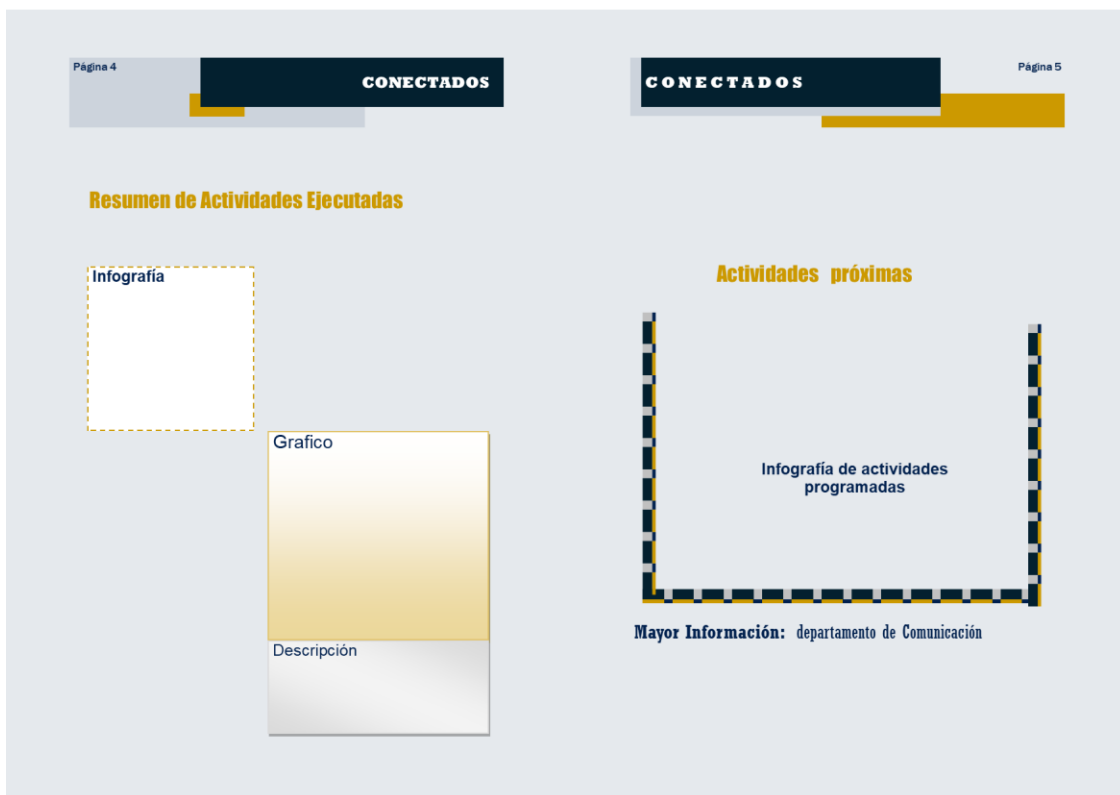 Página 4
CONECTADOS
Resumen de Actividades Ejecutadas
Infografía
Grafico
Descripción
CONECTADOS
Página 5
Actividades próximas
Infografía de actividades
programadas
Mayor Información: departamento de Comunicación